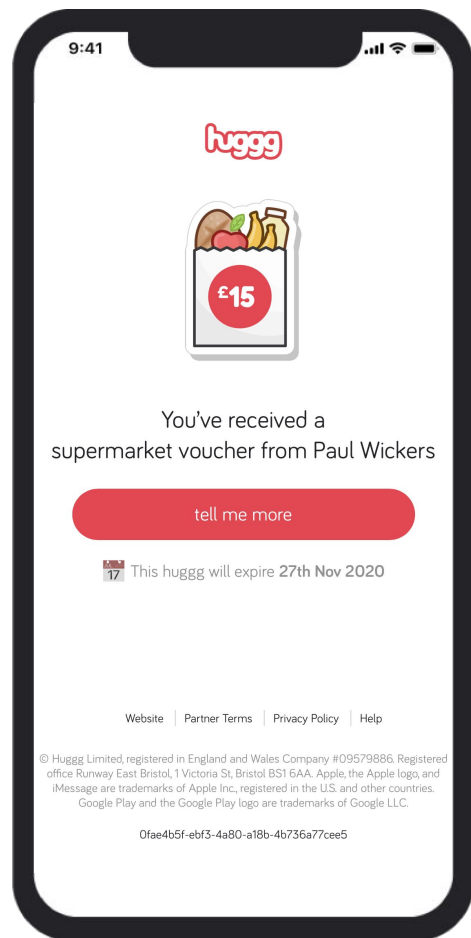 9:41
huggg
£15
You've received a
supermarket voucher from Paul Wickers
tell me more
17 This huggg will expire 27th Nov 2020
Website | Partner Terms | Privacy Policy | Help
© Huggg Limited, registered in England and Wales Company #09579886. Registered
office Runway East Bristol, 1 Victoria St, Bristol BS1 6AA. Apple, the Apple logo, and
iMessage are trademarks of Apple Inc., registered in the U.S. and other countries.
Google Play and the Google Play logo are trademarks of Google LLC.
0fae4b5f-ebf3-4a80-a18b-4b736a77cee5